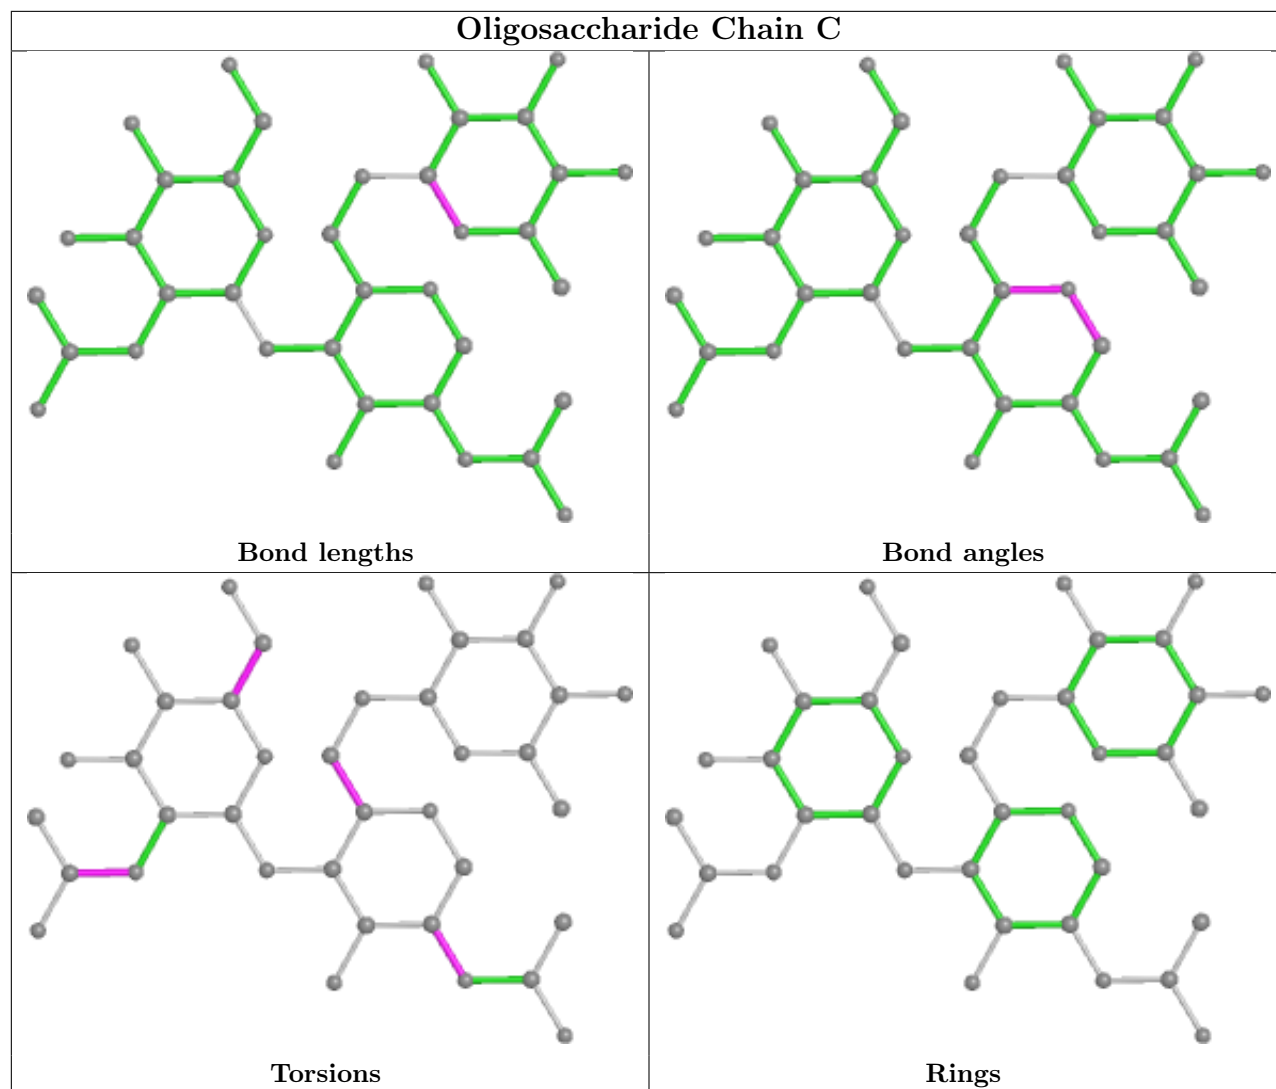 Oligosaccharide Chain C
Bond lengths
Bond angles
Torsions
Rings